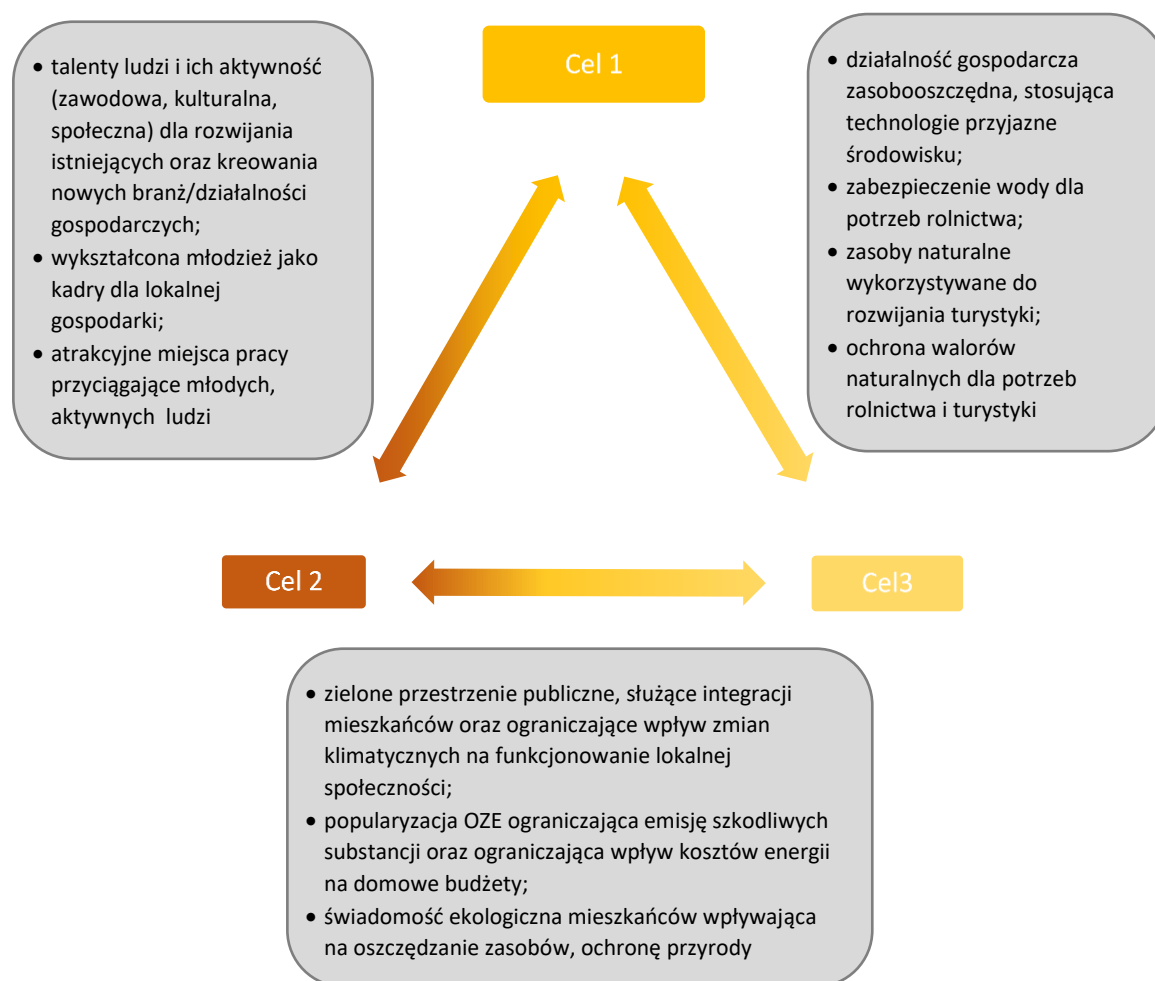 Cel 1
• talenty ludzi i ich aktywność
(zawodowa, kulturalna,
społeczna) dla rozwijania
istniejących oraz kreowania
nowych branż/działalności
gospodarczych;
• wykształcona młodzież jako
kadry dla lokalnej
gospodarki;
• atrakcyjne miejsca pracy
przyciągające młodych,
aktywnych ludzi
• działalność gospodarcza
zasobooszczędna, stosująca
technologie przyjazne
środowisku;
• zabezpieczenie wody dla
potrzeb rolnictwa;
• zasoby naturalne
wykorzystywane do
rozwijania turystyki;
• ochrona walorów
naturalnych dla potrzeb
rolnictwa i turystyki
Cel 2
Cel3
• zielone przestrzenie publiczne, służące integracji
mieszkańców oraz ograniczające wpływ zmian
klimatycznych na funkcjonowanie lokalnej
społeczności;
• popularyzacja OZE ograniczająca emisję szkodliwych
substancji oraz ograniczająca wpływ kosztów energii
na domowe budżety;
• świadomość ekologiczna mieszkańców wpływająca
na oszczędzanie zasobów, ochronę przyrody